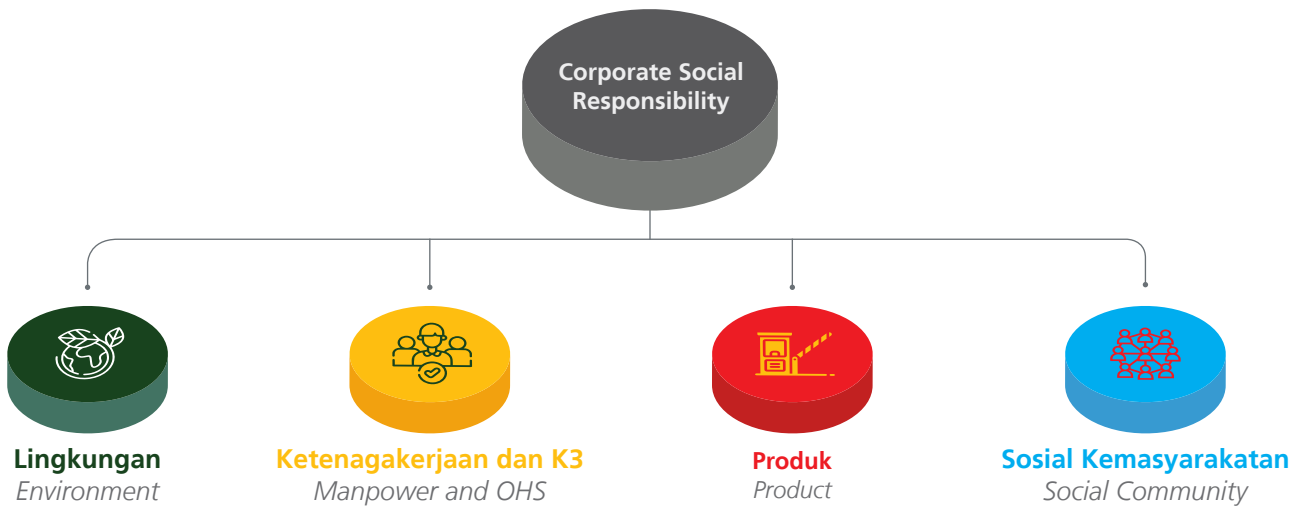 Corporate Social
Responsibility
Lingkungan
Environment
Ketenagakerjaan dan K3
Manpower and OHS
Produk
Product
Sosial Kemasyarakatan
Social Community